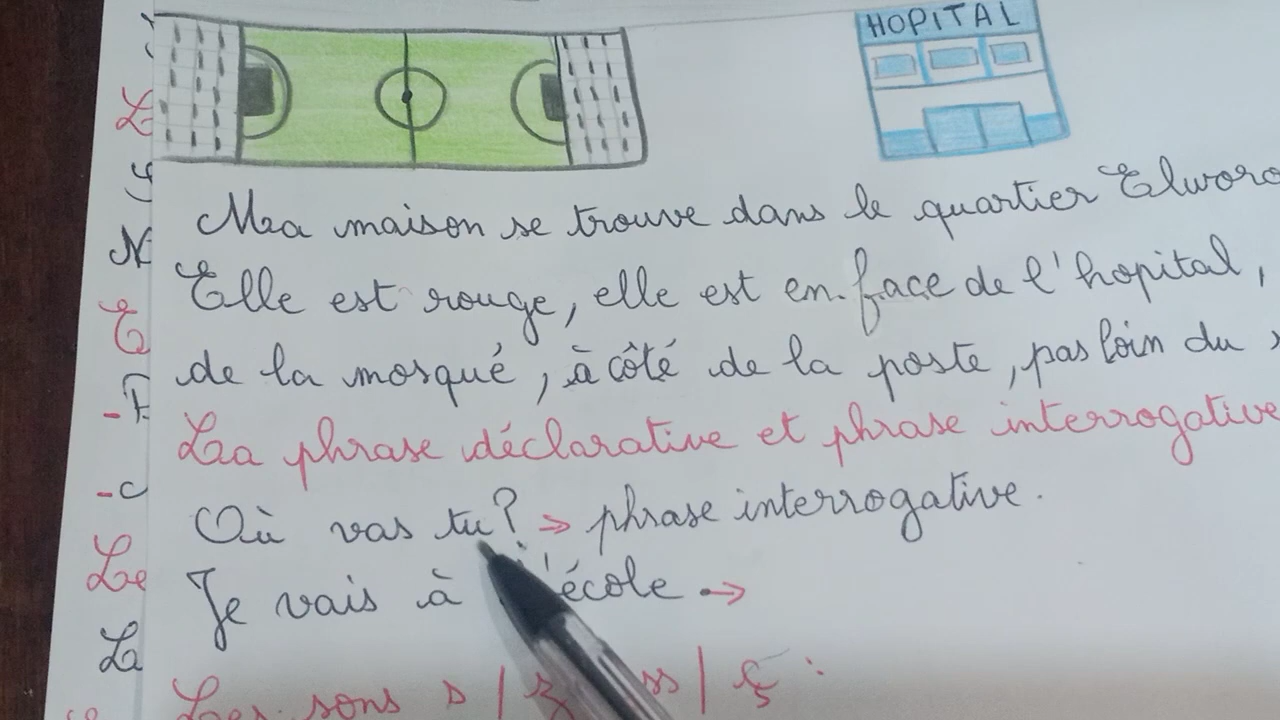 HOPITAL
Ma maison se trouve dans le quartier
Elle est rouge, elle est en face de l'hopital,
de la mosqué, à côté de la poste, pas loin du
La phrase déclarative et phrase interrogative
Où vas tu? => phrase interrogative.
Je vais à l'école ->
Les sons s / z ss / ç :